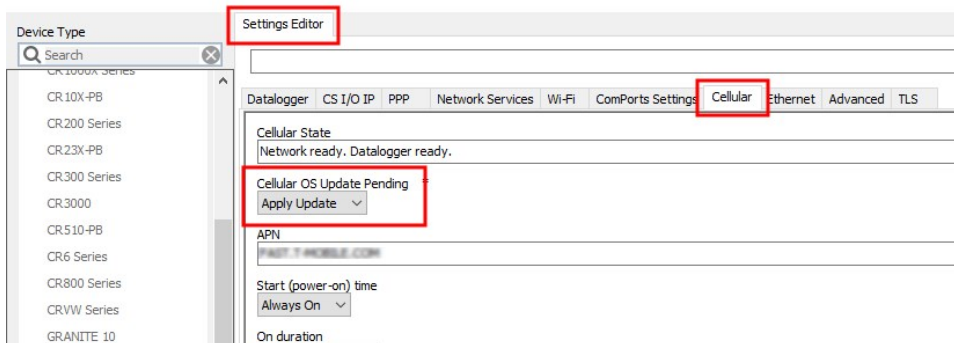 Device Type
Search
CR1000X Series
CR10X-PB
CR200 Series
CR23X-PB
CR300 Series
CR3000
CR510-PB
CR6 Series
CR800 Series
CRVW Series
GRANITE 10
Settings Editor
Datalogger CS I/O IP PPP Network Services Wi-Fi ComPorts Settings Cellular Ethernet Advanced TLS
Cellular State
Network ready. Datalogger ready.
Cellular OS Update Pending *
Apply Update
APN
Start (power-on) time
Always On
On duration